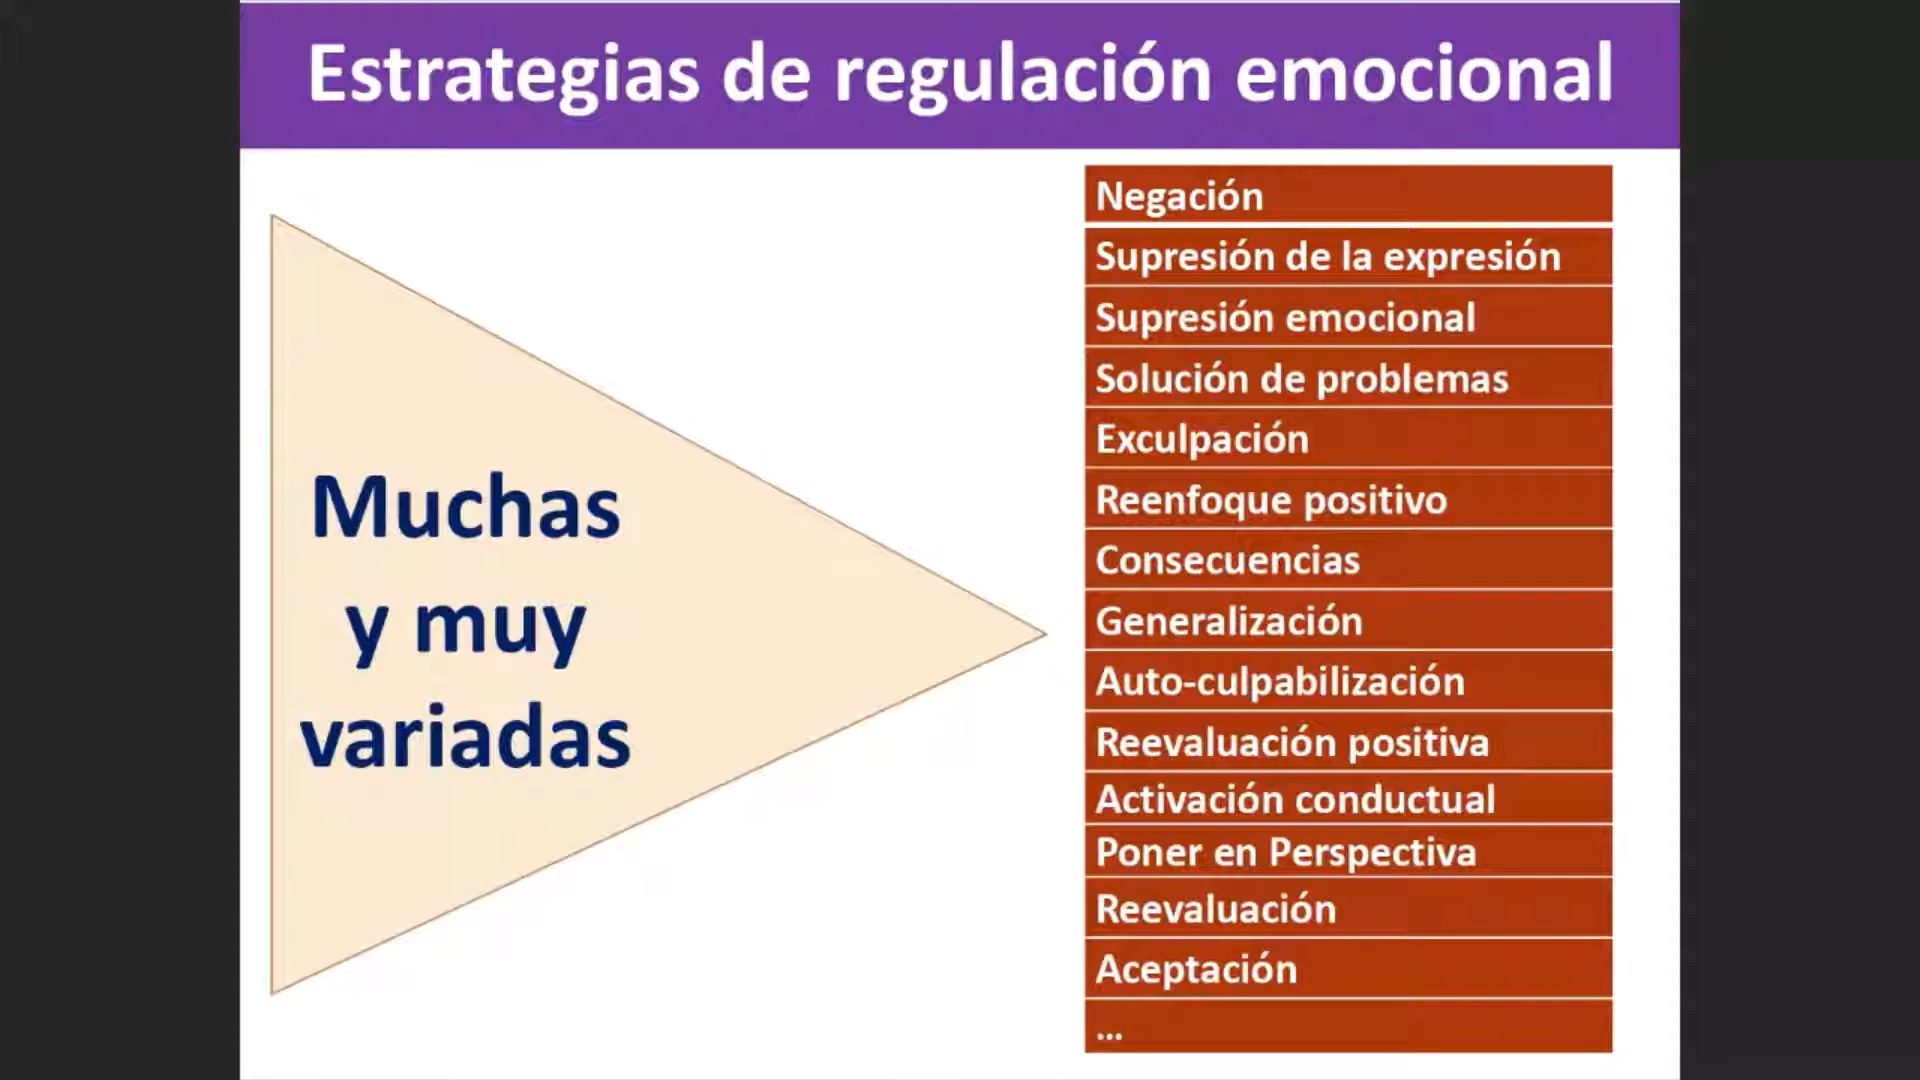 Estrategias de regulación emocional
Muchas
y muy
variadas
Negación
Supresión de la expresión
Supresión emocional
Solución de problemas
Exculpación
Reenfoque positivo
Consecuencias
Generalización
Auto-culpabilización
Reevaluación positiva
Activación conductual
Poner en Perspectiva
Reevaluación
Aceptación
...